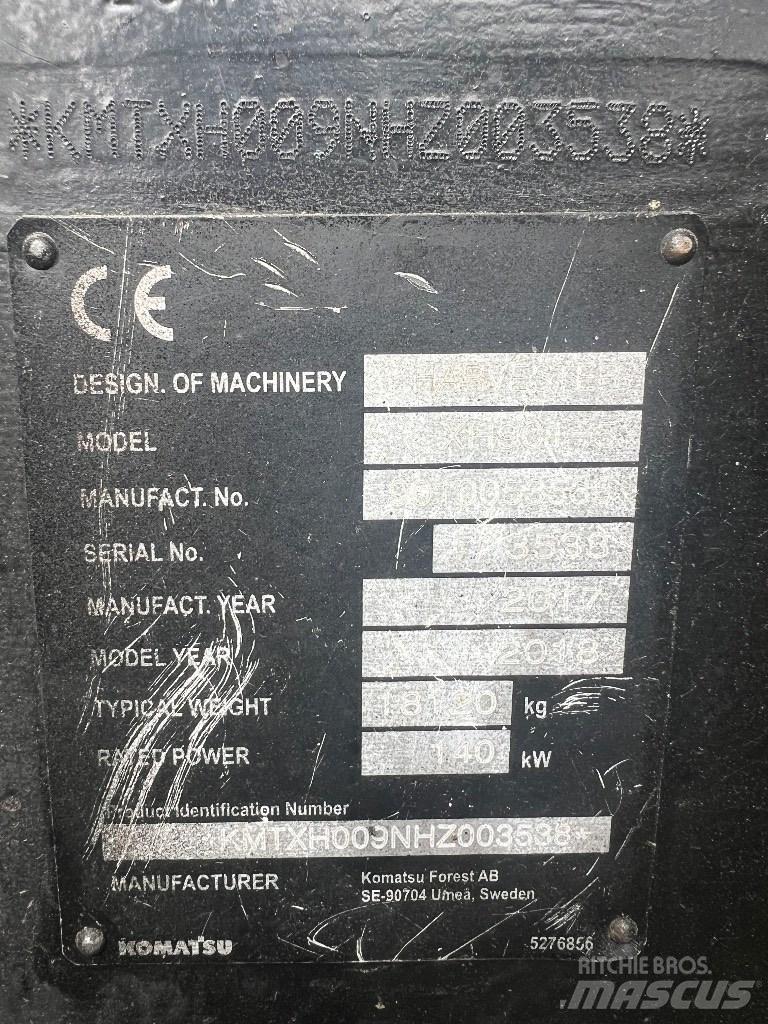 *KMTXH009NHZ003538*
CE
DESIGN. OF MACHINERY
MODEL
MANUFACT. No.
SERIAL No. 3538
MANUFACT. YEAR 2017
MODEL YEAR
TYPICAL WEIGHT kg
RATED POWER 140 kW
Product Identification Number
*KMTXH009NHZ003538*
MANUFACTURER Komatsu Forest AB
SE-90704 Umeå, Sweden
KOMATSU 5276856
RITCHIE BROS.
MASCUS